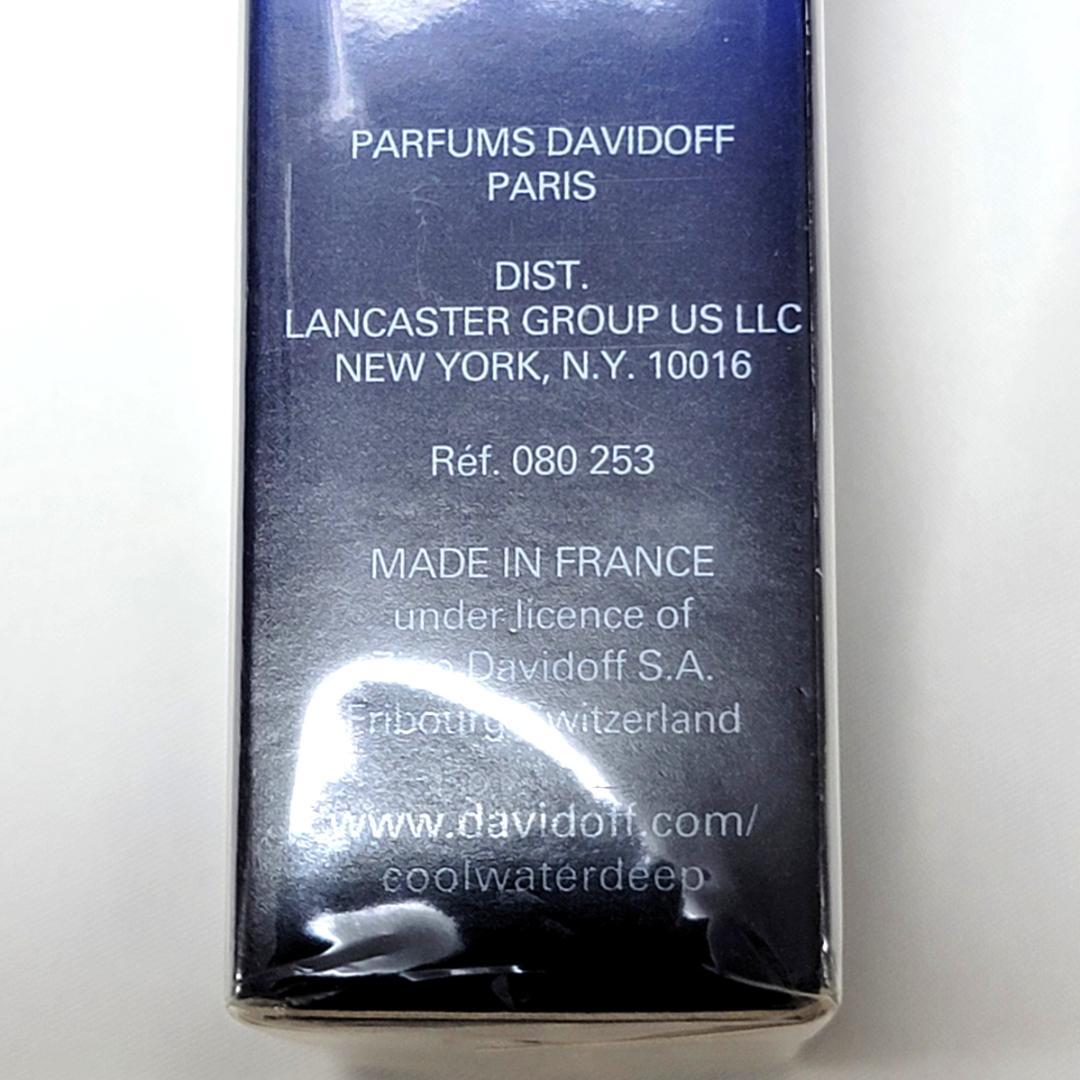 PARFUMS DAVIDOFF
PARIS
DIST.
LANCASTER GROUP US LLC
NEW YORK, N.Y. 10016
Réf. 080 253
MADE IN FRANCE
under licence of
Davidoff S.A.
Fribourg Switzerland
www.davidoff.com/
coolwaterdeep